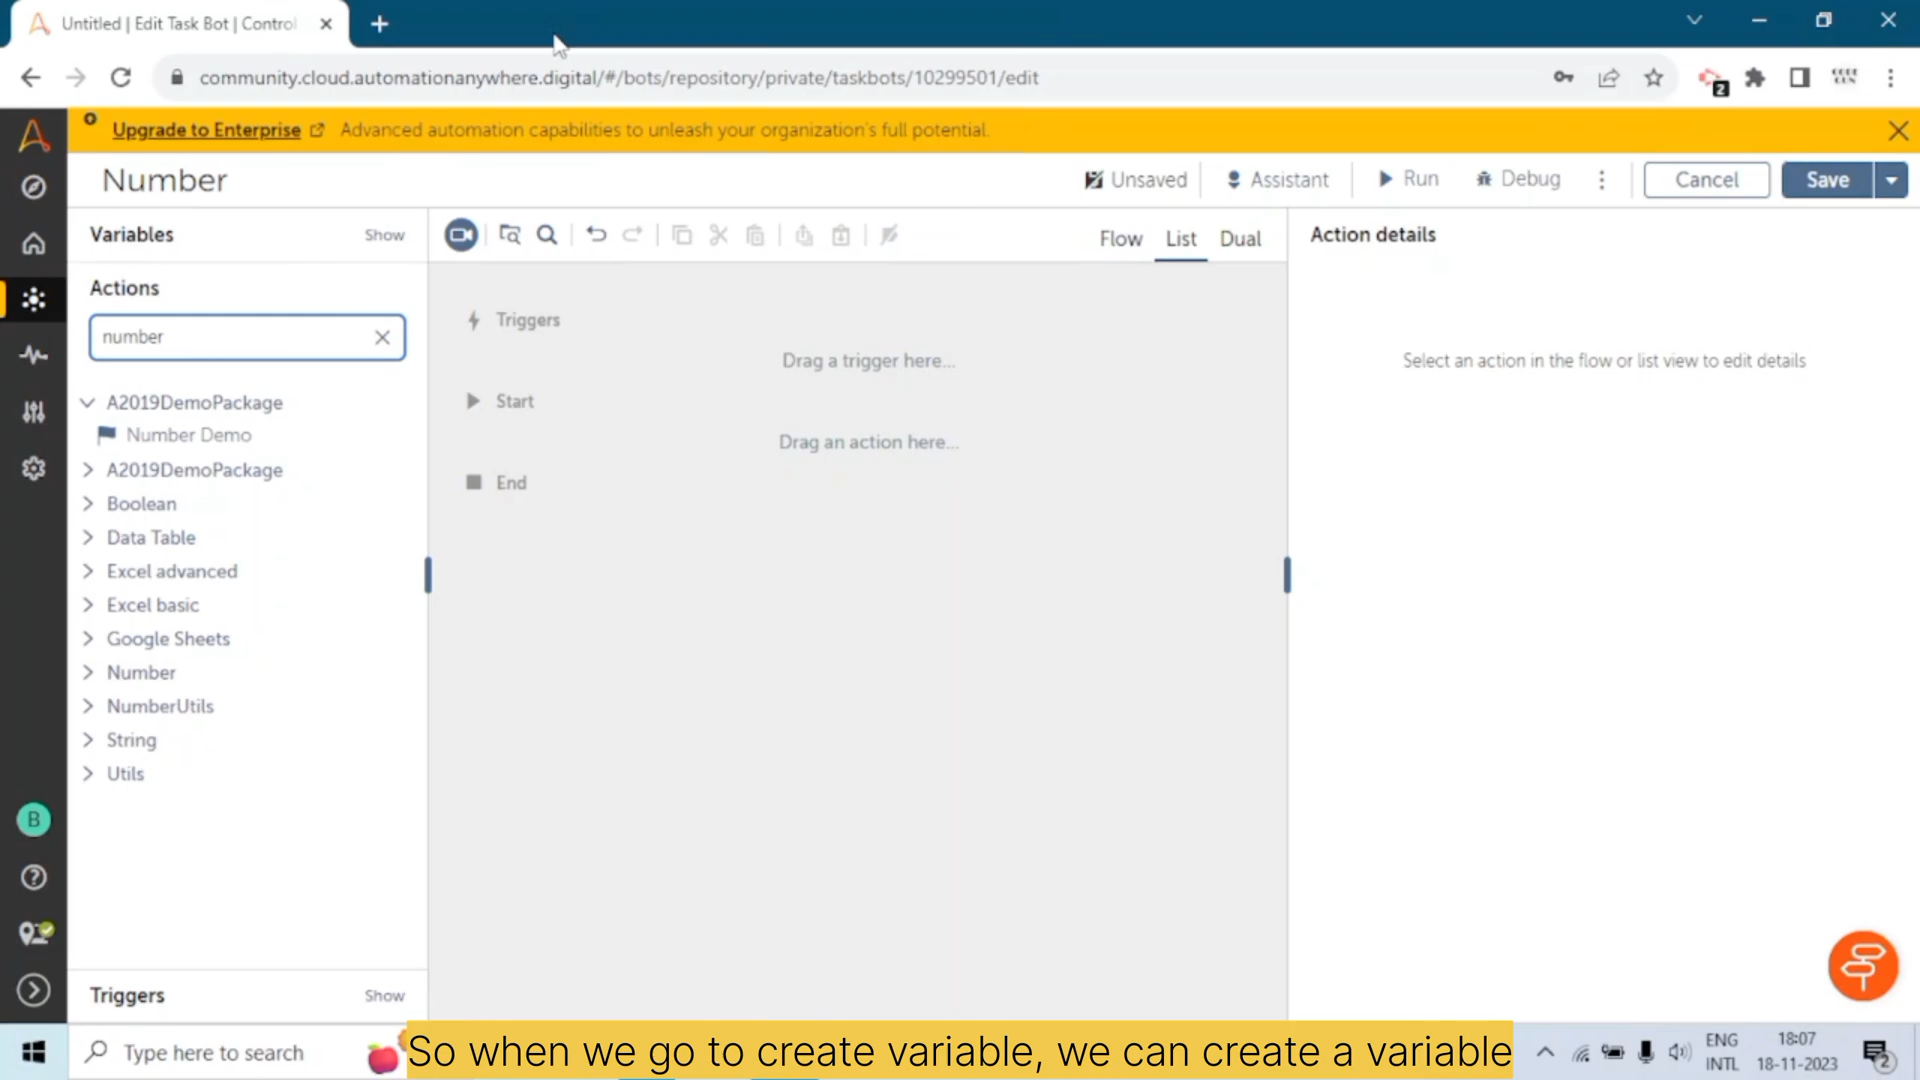 Untitled | Edit Task Bot | Control
community.cloud.automationanywhere.digital/#/bots/repository/private/taskbots/10299501/edit
2
Upgrade to Enterprise Advanced automation capabilities to unleash your organization's full potential.
Number
Unsaved
Assistant
Run
Debug
Cancel
Save
Variables
Show
Flow
List
Dual
Action details
Actions
number
Triggers
Drag a trigger here...
Select an action in the flow or list view to edit details
Start
Drag an action here...
End
A2019DemoPackage
Number Demo
A2019DemoPackage
Boolean
Data Table
Excel advanced
Excel basic
Google Sheets
Number
NumberUtils
String
Utils
B
Triggers
Show
Type here to search
So when we go to create variable, we can create a variable
ENG
INTL
18:07
18-11-2023
2